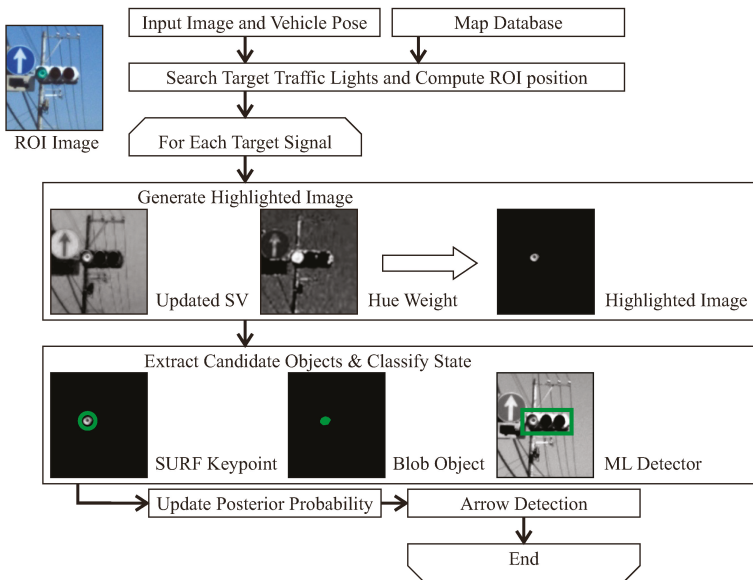 Input Image and Vehicle Pose
Map Database
Search Target Traffic Lights and Compute ROI position
ROI Image
For Each Target Signal
Generate Highlighted Image
Updated SV
Hue Weight
Highlighted Image
Extract Candidate Objects & Classify State
SURF Keypoint
Blob Object
ML Detector
Update Posterior Probability
Arrow Detection
End